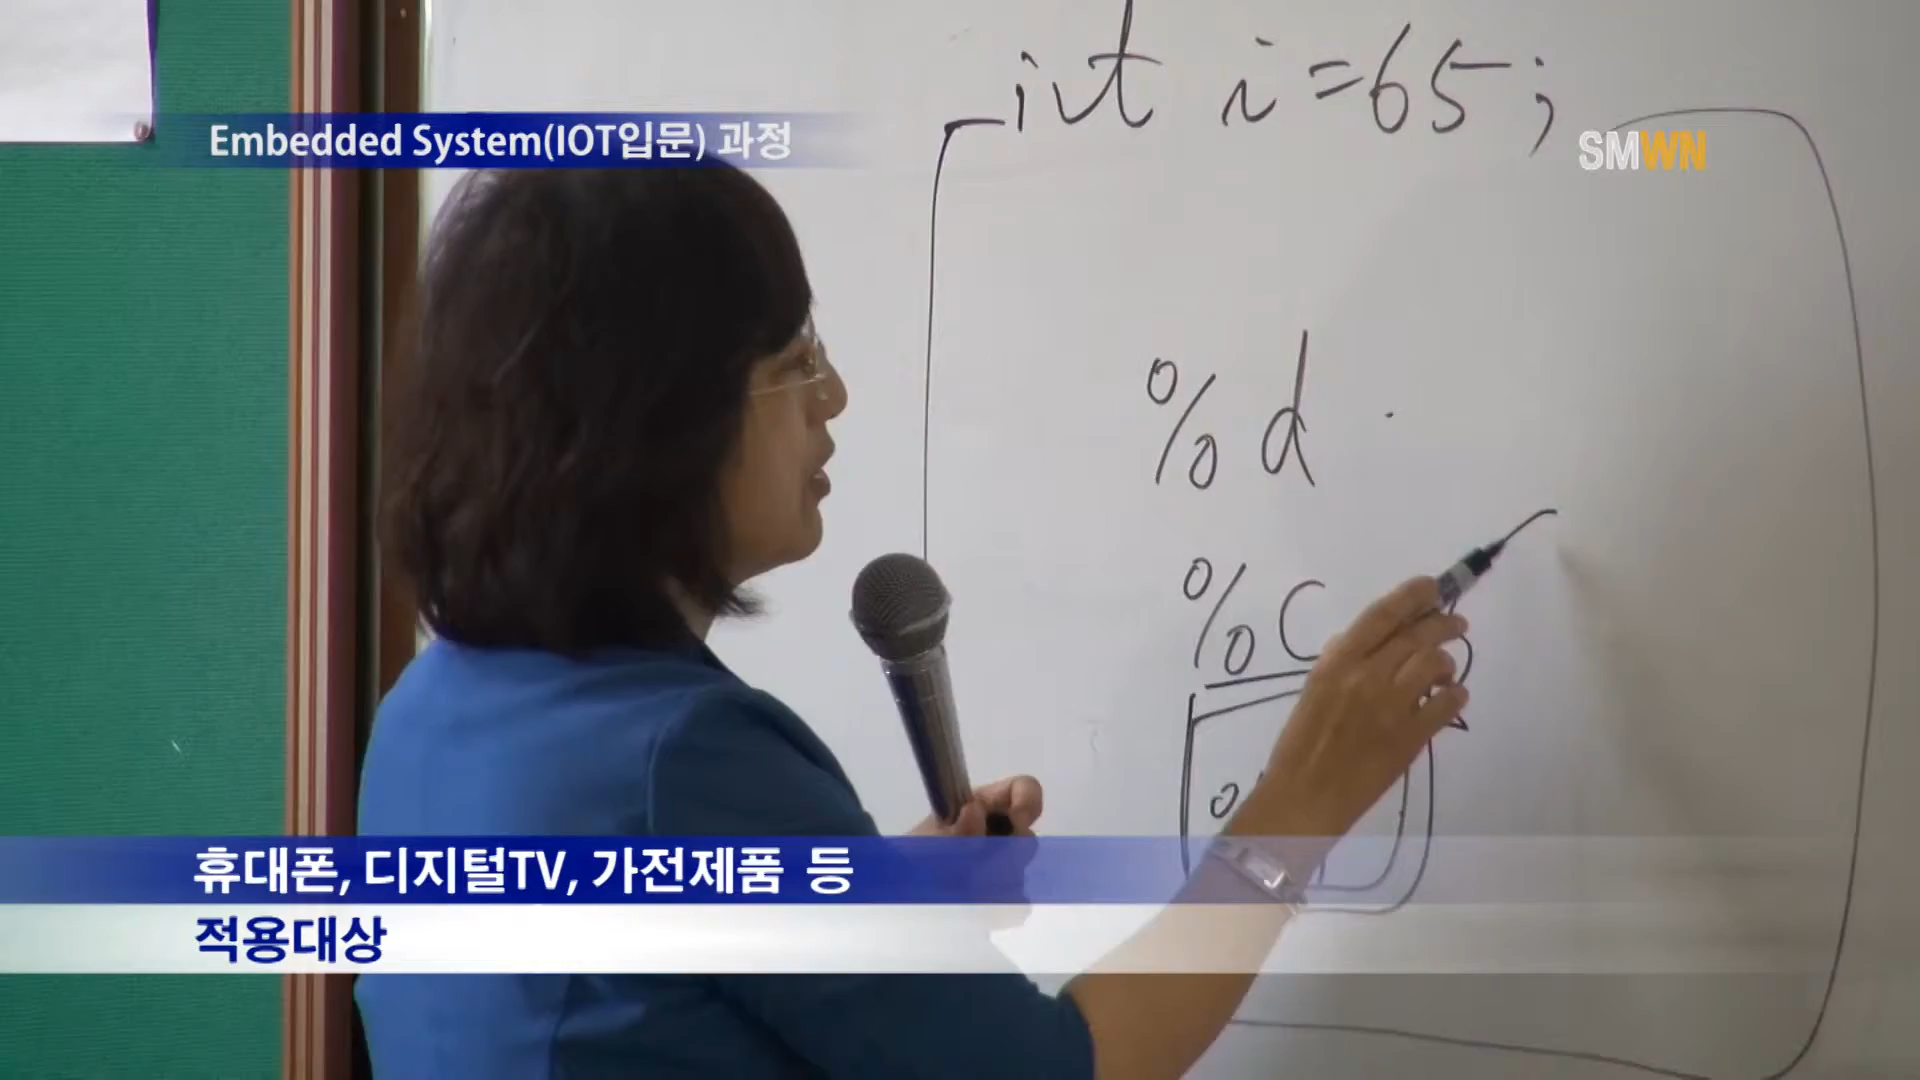 int i=65;
Embedded System(IOT입문) 과정
SMWN
%d
%c
휴대폰, 디지털TV, 가전제품 등
적용대상